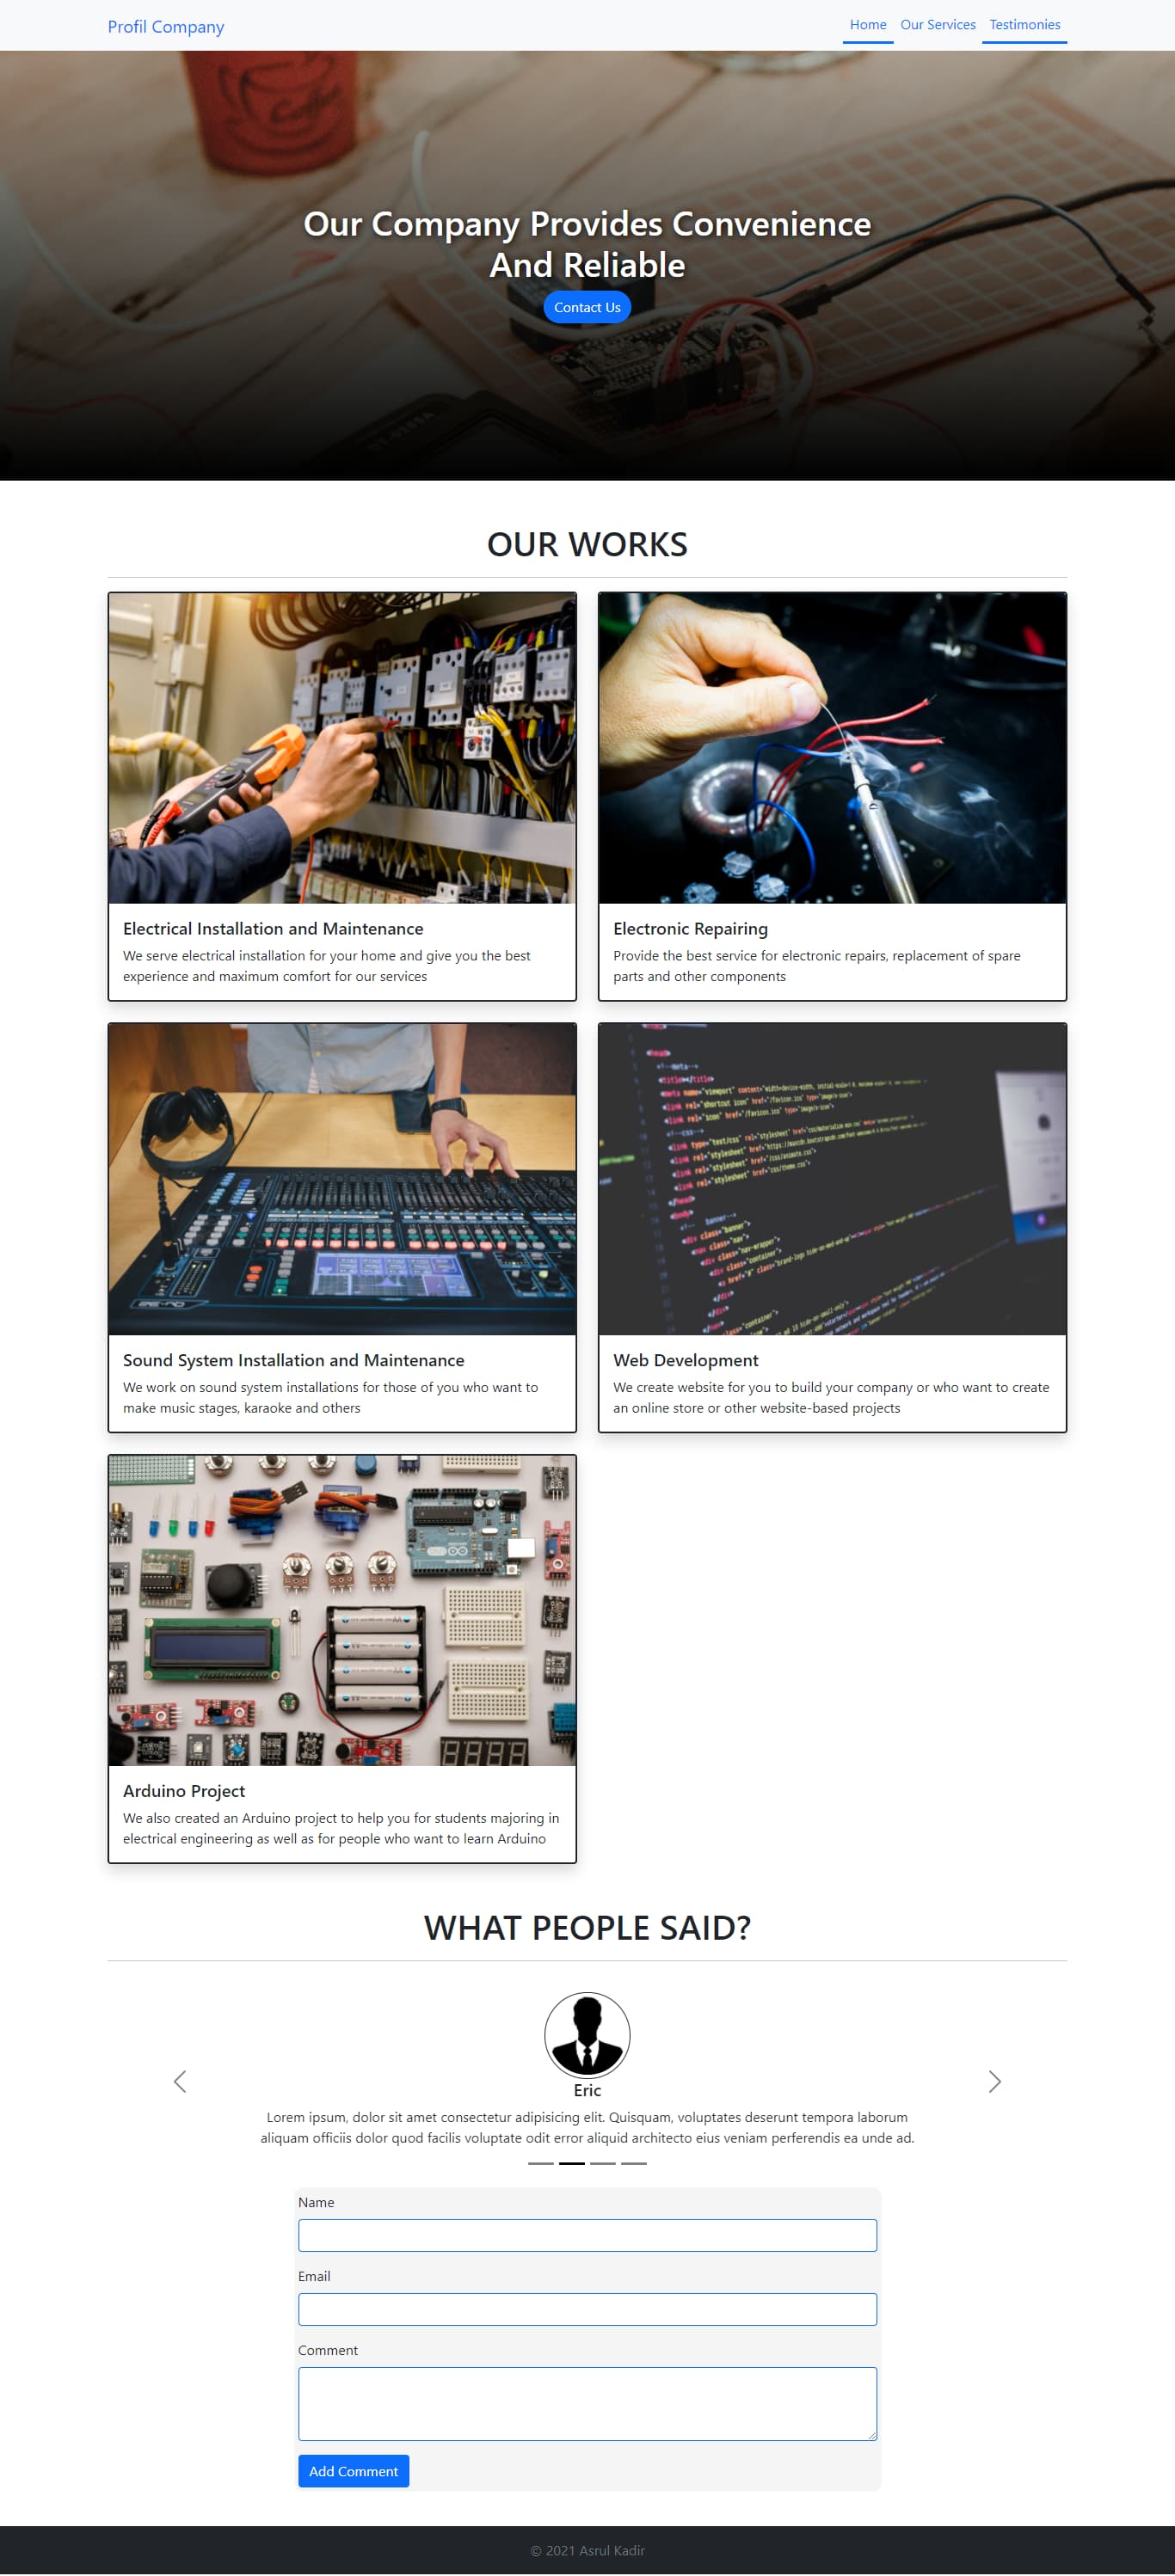 Profil Company
Home Our Services Testimonies
Our Company Provides Convenience
And Reliable
Contact Us
OUR WORKS
Electrical Installation and Maintenance
We serve electrical installation for your home and give you the best
experience and maximum comfort for our services
Electronic Repairing
Provide the best service for electronic repairs, replacement of spare
parts and other components
Sound System Installation and Maintenance
We work on sound system installations for those of you who want to
make music stages, karaoke and others
Web Development
We create website for you to build your company or who want to create
an online store or other website-based projects
Arduino Project
We also created an Arduino project to help you for students majoring in
electrical engineering as well as for people who want to learn Arduino
WHAT PEOPLE SAID?
Eric
Lorem ipsum, dolor sit amet consectetur adipisicing elit. Quisquam, voluptates deserunt tempora laborum
aliquam officiis dolor quod facilis voluptate odit error aliquid architecto eius veniam perferendis ea unde ad.
Name
Email
Comment
Add Comment
© 2021 Asrul Kadir